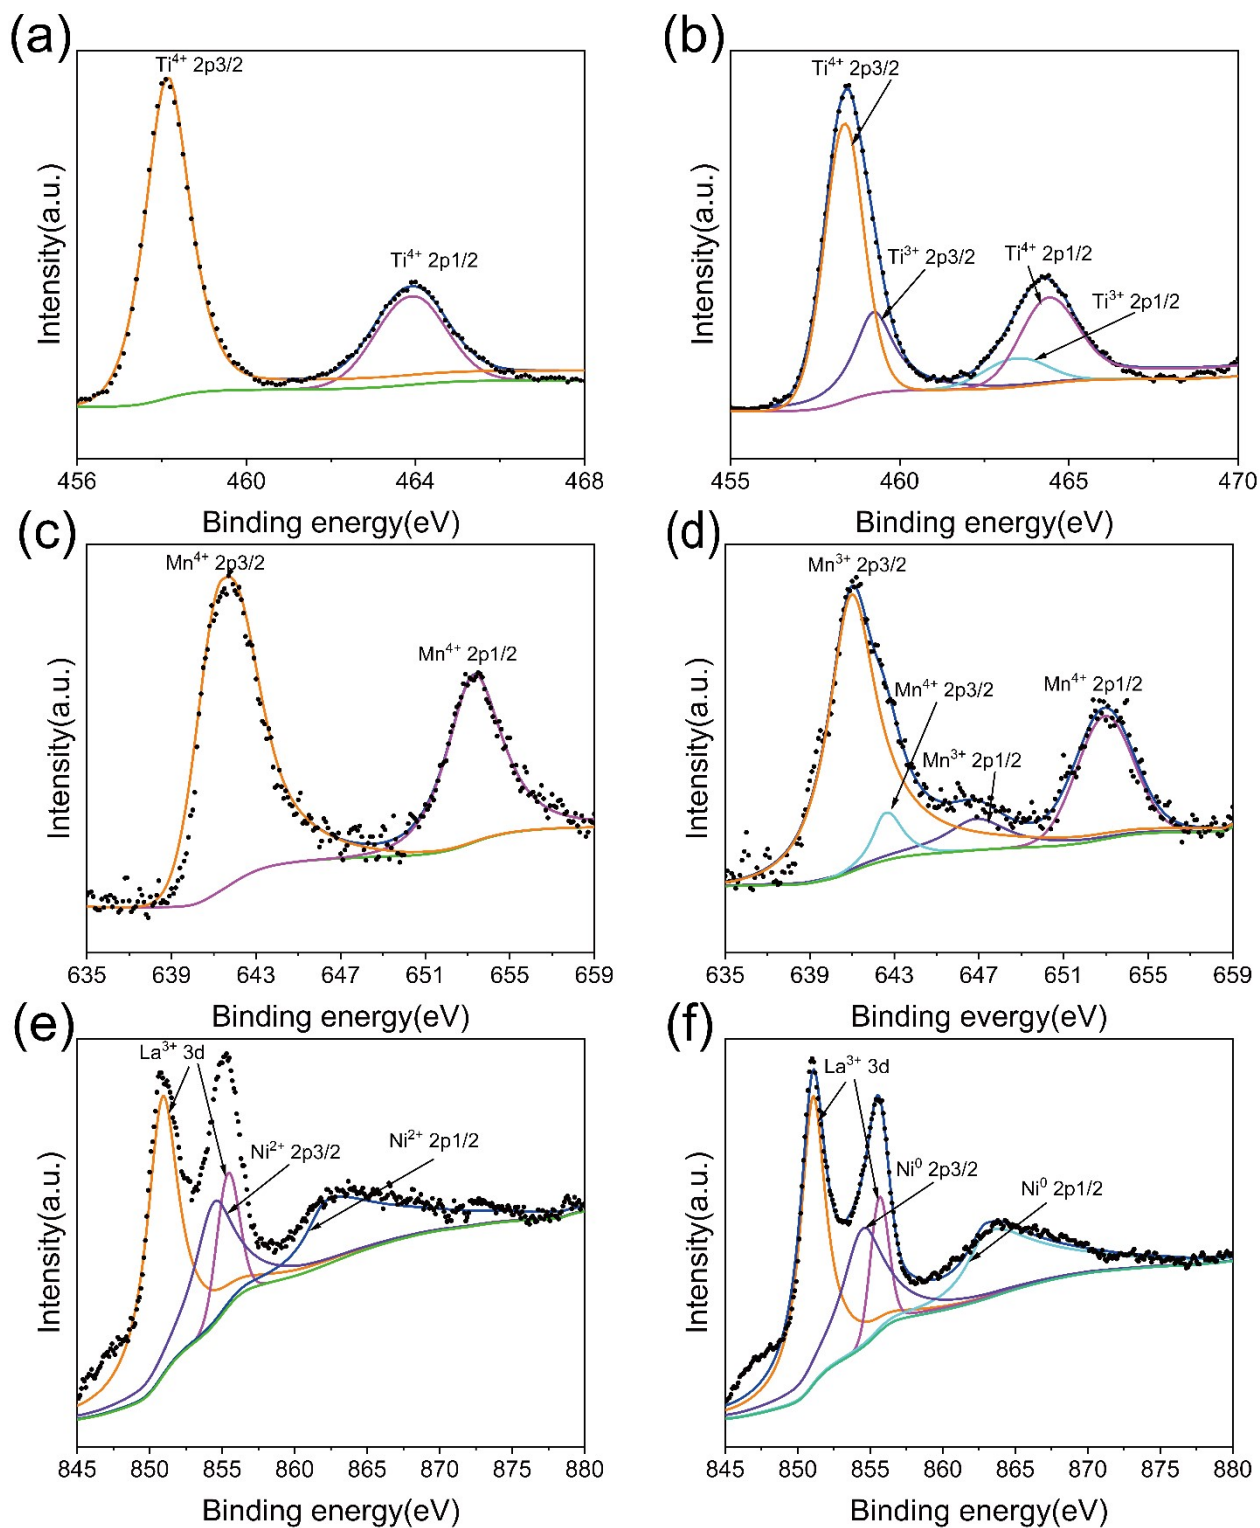 (a)
Ti⁴⁺ 2p3/2
Ti⁴⁺ 2p1/2
Intensity(a.u.)
456 460 464 468
Binding energy(eV)
(b)
Ti⁴⁺ 2p3/2
Ti³⁺ 2p3/2
Ti⁴⁺ 2p1/2
Ti³⁺ 2p1/2
Intensity(a.u.)
455 460 465 470
Binding energy(eV)
(c)
Mn⁴⁺ 2p3/2
Mn⁴⁺ 2p1/2
Intensity(a.u.)
635 639 643 647 651 655 659
Binding energy(eV)
(d)
Mn³⁺ 2p3/2
Mn⁴⁺ 2p3/2
Mn³⁺ 2p1/2
Mn⁴⁺ 2p1/2
Intensity(a.u.)
635 639 643 647 651 655 659
Binding evergy(eV)
(e)
La³⁺ 3d
Ni²⁺ 2p3/2
Ni²⁺ 2p1/2
Intensity(a.u.)
845 850 855 860 865 870 875 880
Binding energy(eV)
(f)
La³⁺ 3d
Ni⁰ 2p3/2
Ni⁰ 2p1/2
Intensity(a.u.)
845 850 855 860 865 870 875 880
Binding energy(eV)